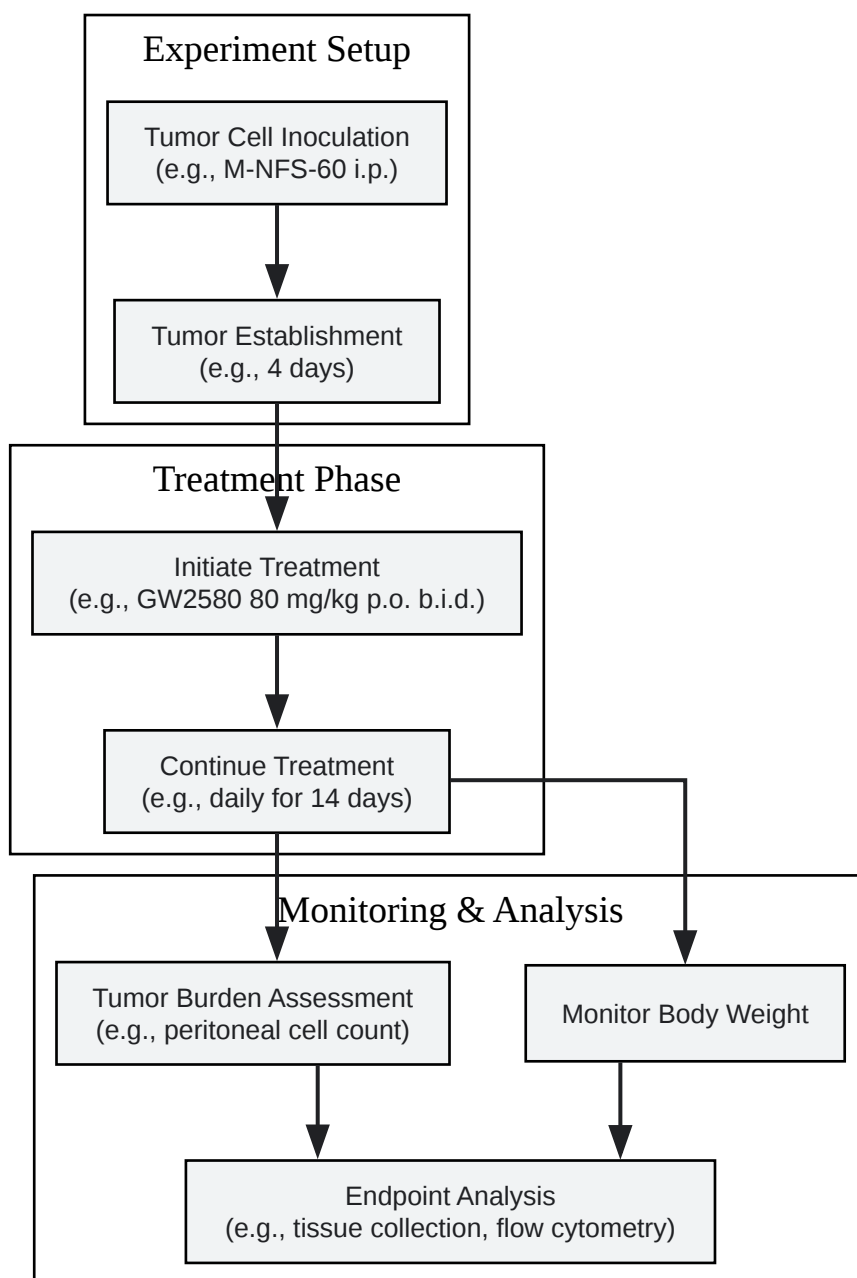 Experiment Setup
Tumor Cell Inoculation
(e.g., M-NFS-60 i.p.)
Tumor Establishment
(e.g., 4 days)
Treatment Phase
Initiate Treatment
(e.g., GW2580 80 mg/kg p.o. b.i.d.)
Continue Treatment
(e.g., daily for 14 days)
Monitoring & Analysis
Tumor Burden Assessment
(e.g., peritoneal cell count)
Monitor Body Weight
Endpoint Analysis
(e.g., tissue collection, flow cytometry)